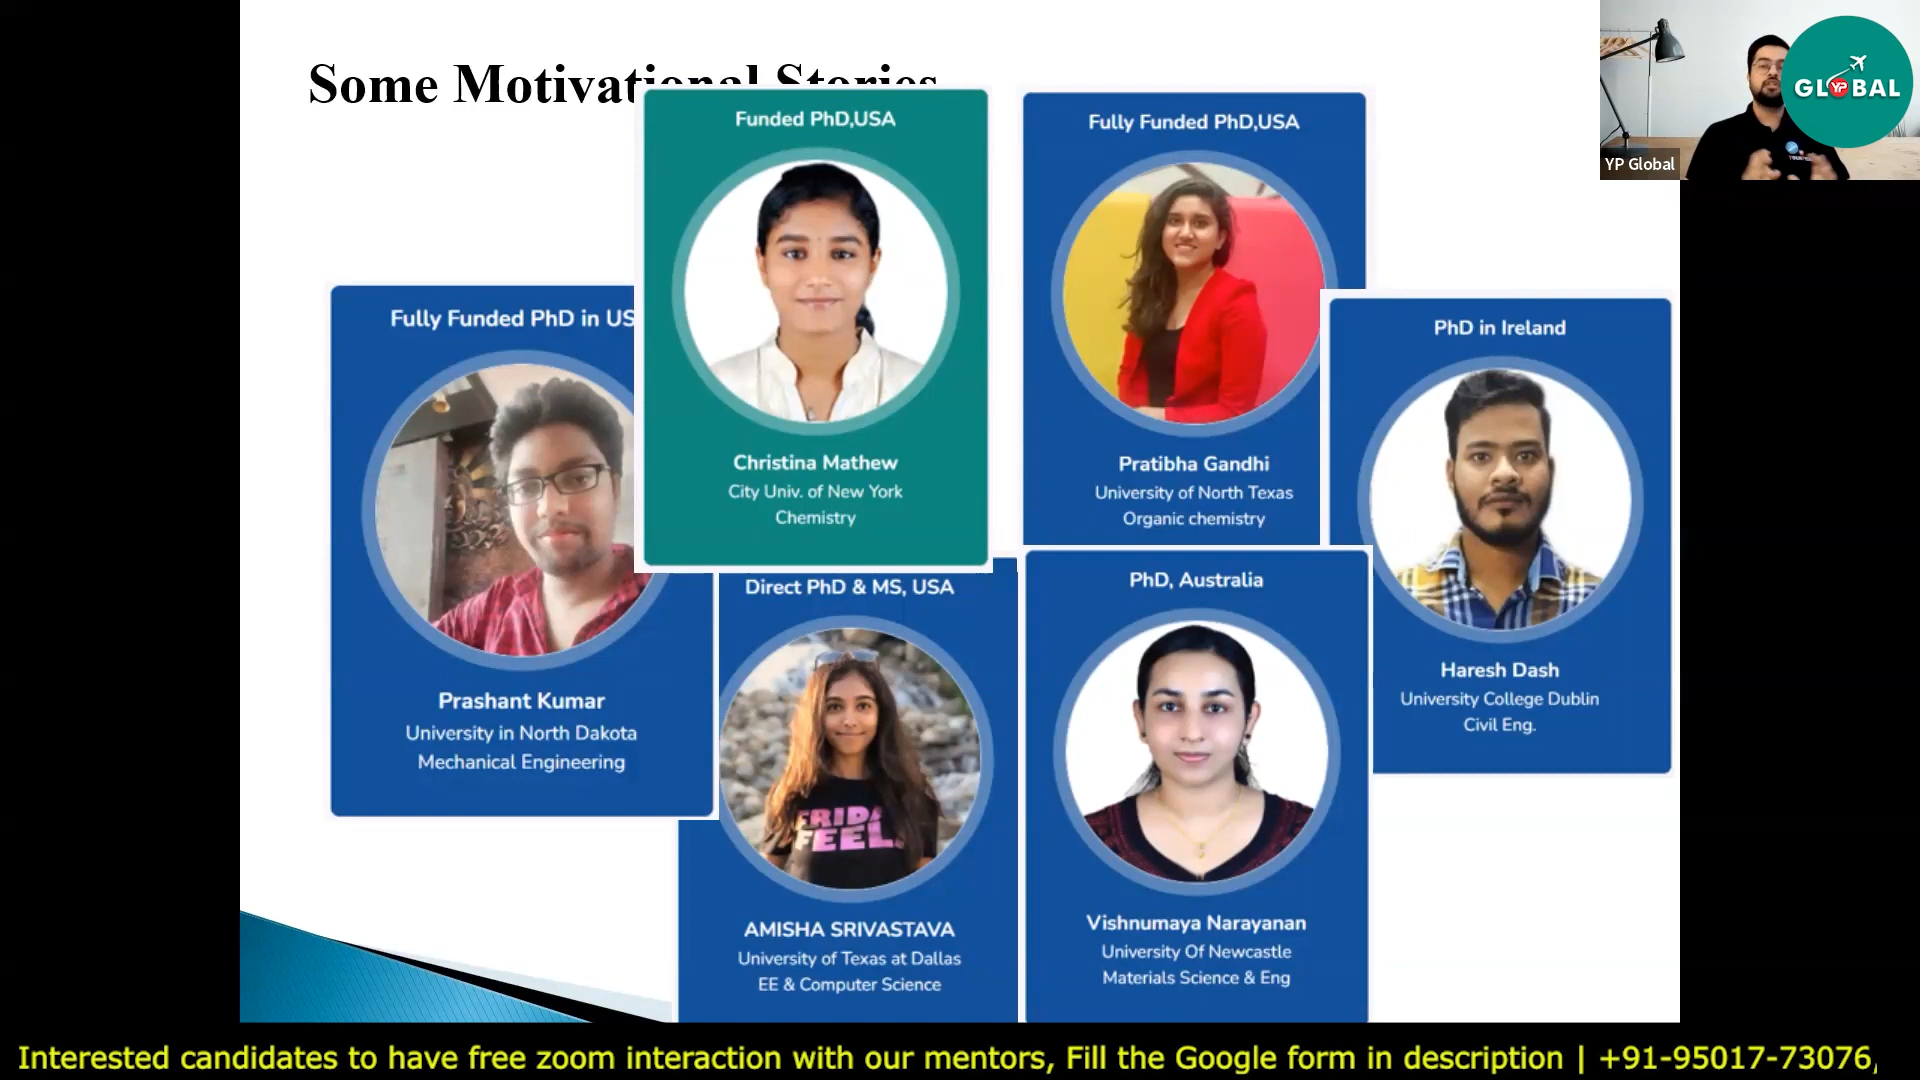 Some Motivational Stories
GLYPBAL
YP Global
Funded PhD,USA
Christina Mathew
City Univ. of New York
Chemistry
Fully Funded PhD,USA
Pratibha Gandhi
University of North Texas
Organic chemistry
Fully Funded PhD in US
Prashant Kumar
University in North Dakota
Mechanical Engineering
PhD in Ireland
Haresh Dash
University College Dublin
Civil Eng.
Direct PhD & MS, USA
FEEL
AMISHA SRIVASTAVA
University of Texas at Dallas
EE & Computer Science
PhD, Australia
Vishnumaya Narayanan
University Of Newcastle
Materials Science & Eng
Interested candidates to have free zoom interaction with our mentors, Fill the Google form in description | +91-95017-73076,